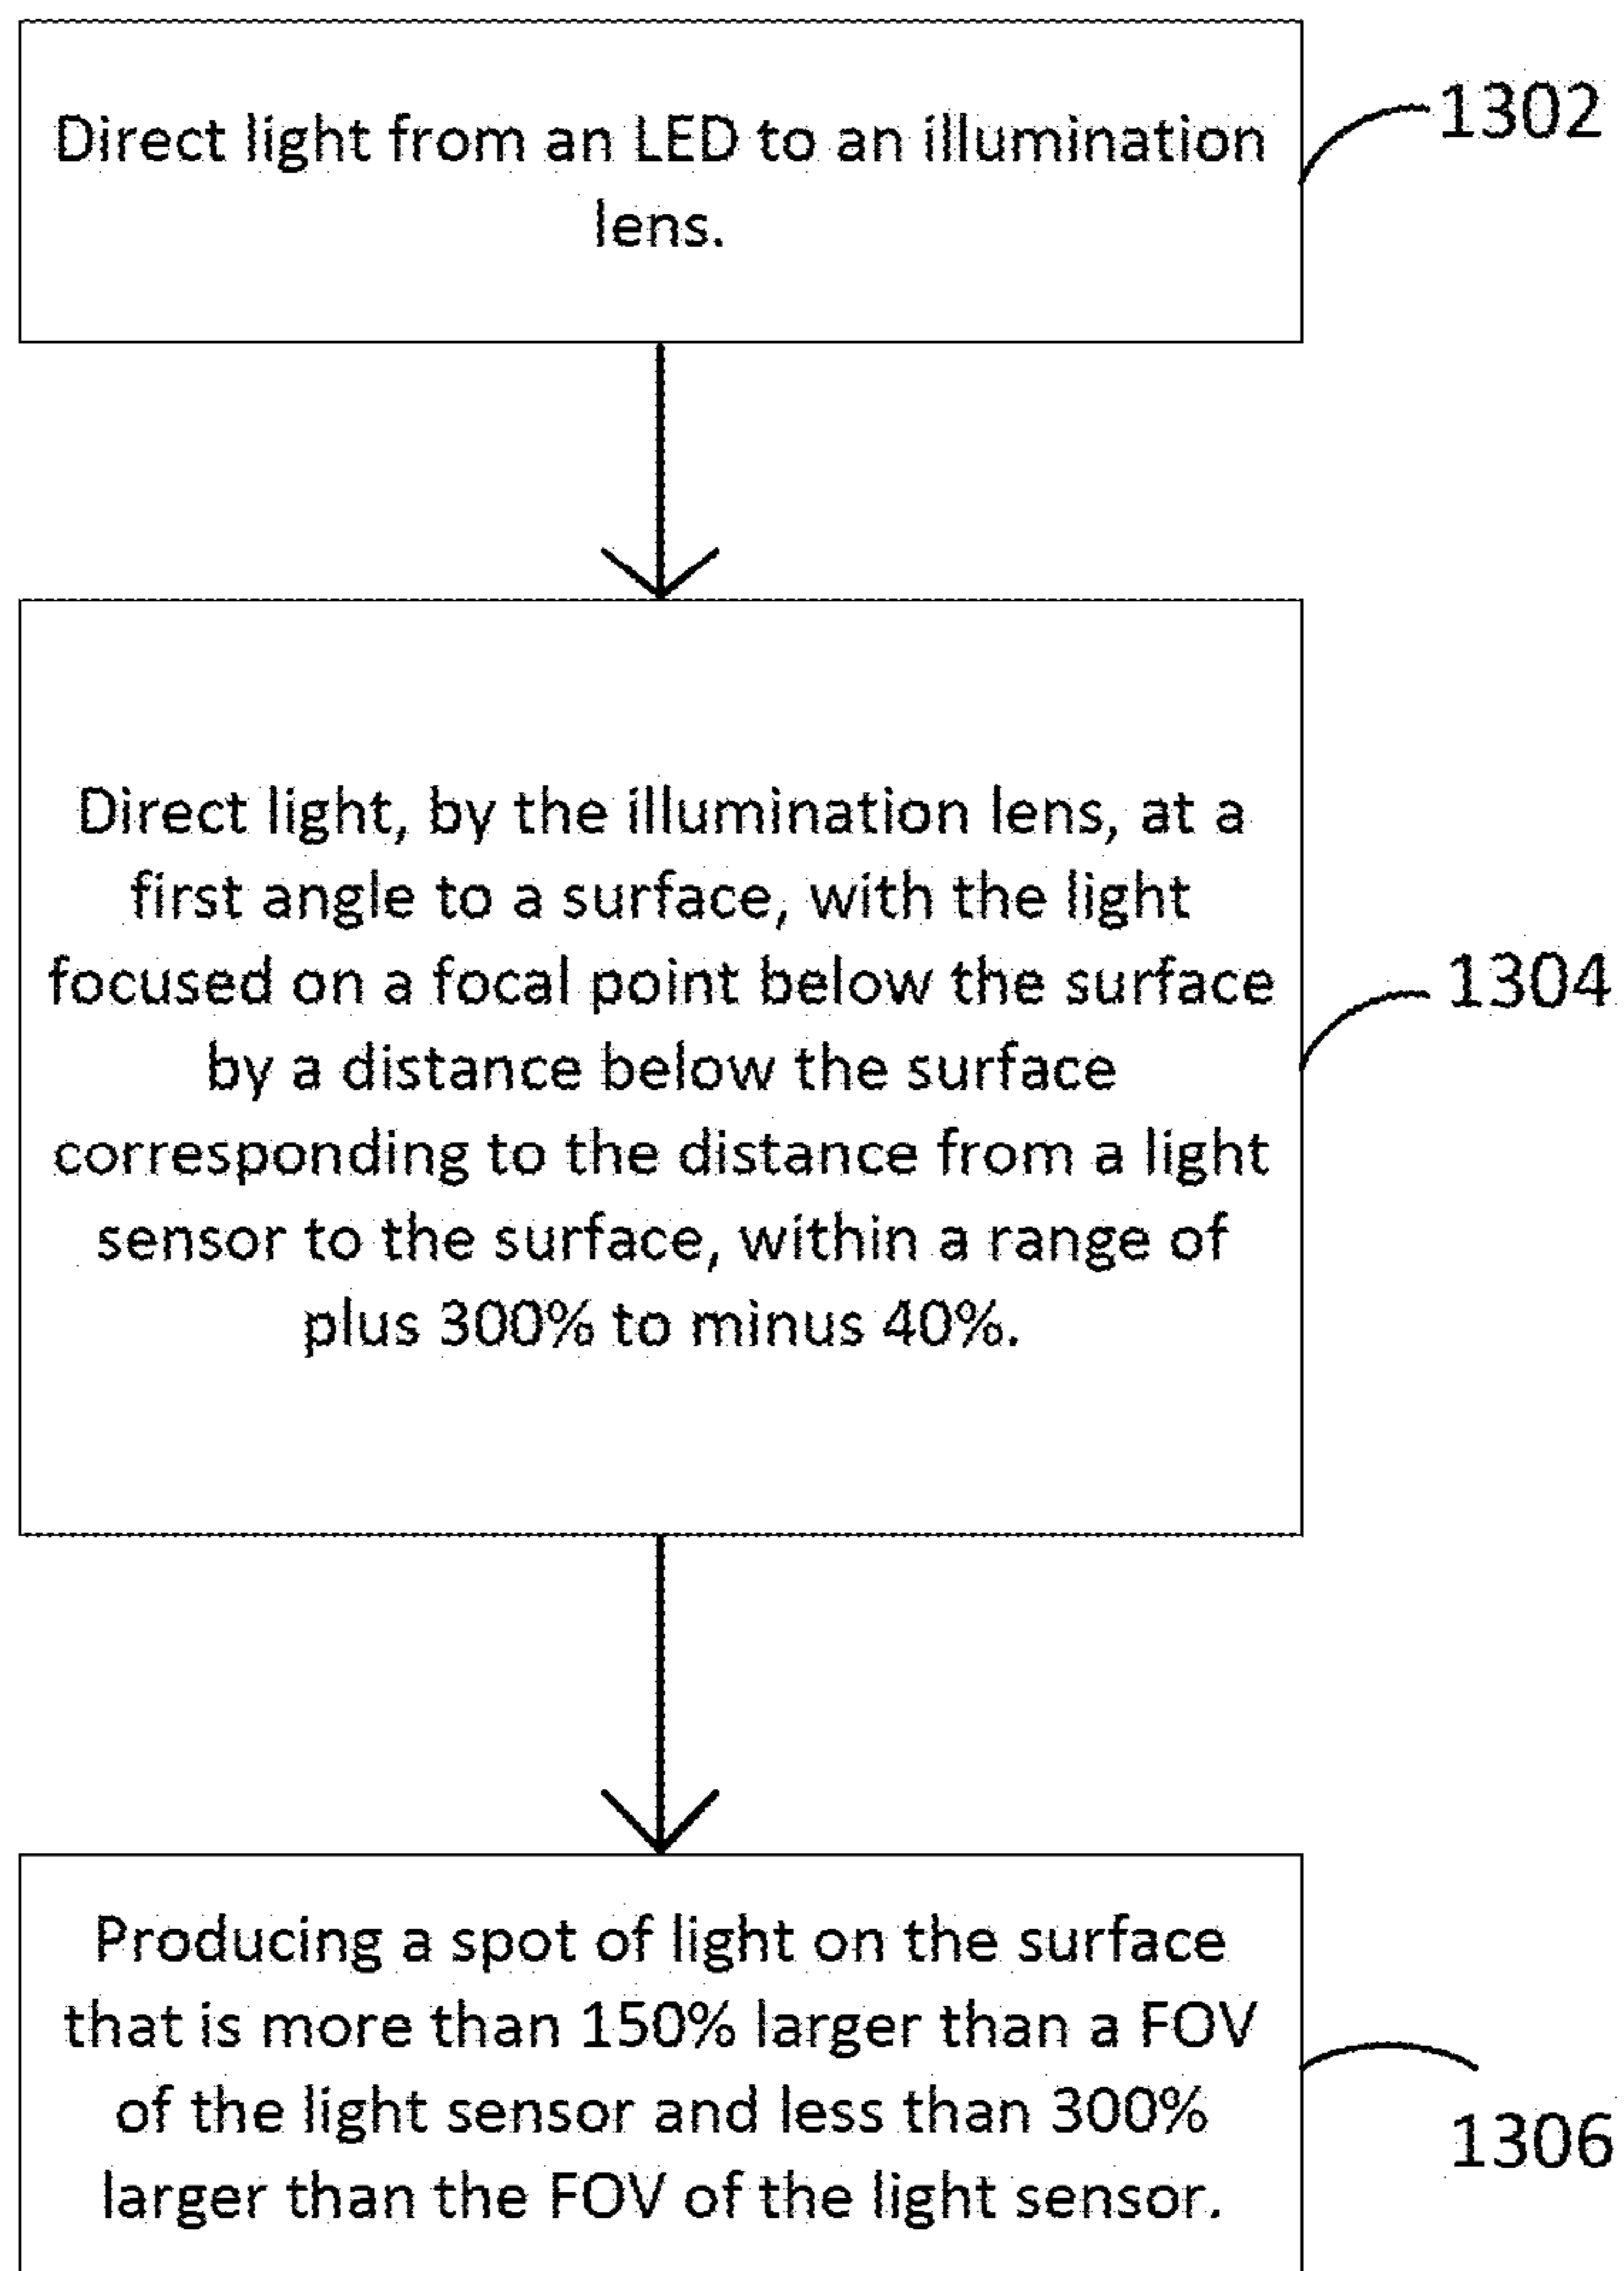 Direct light from an LED to an illumination
lens.
1302
Direct light, by the illumination lens, at a
first angle to a surface, with the light
focused on a focal point below the surface
by a distance below the surface
corresponding to the distance from a light
sensor to the surface, within a range of
plus 300% to minus 40%.
1304
Producing a spot of light on the surface
that is more than 150% larger than a FOV
of the light sensor and less than 300%
larger than the FOV of the light sensor.
1306